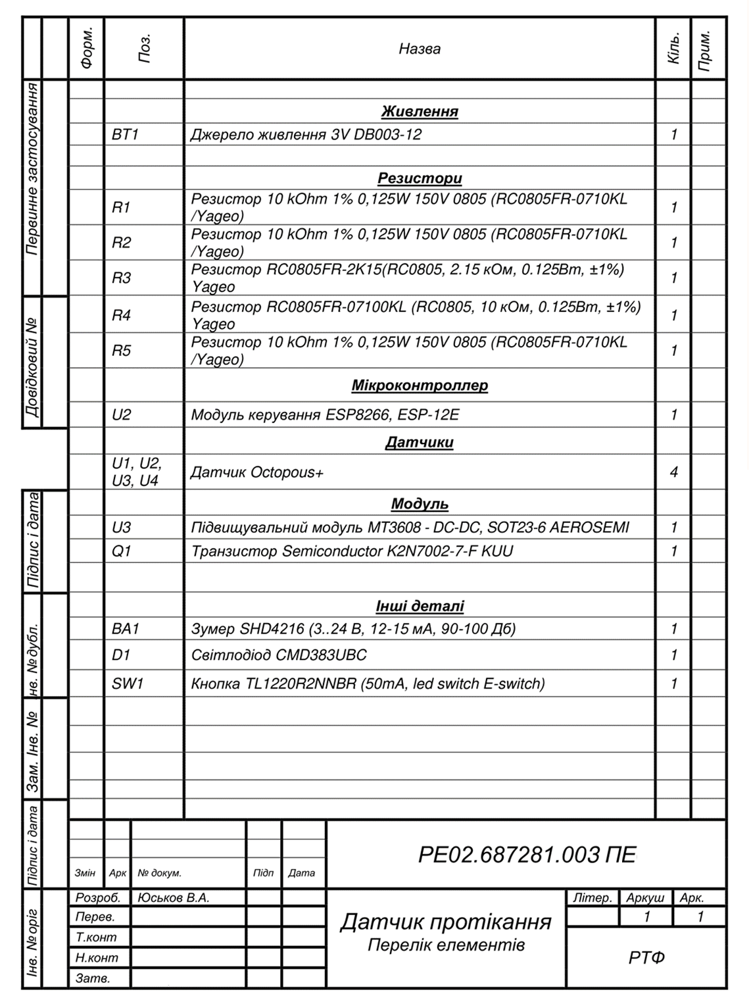 Форм.
Поз.
Назва
Кіль.
Прим.
Первинне застосування
Живлення
BT1 Джерело живлення 3V DB003-12 1
Резистори
R1 Резистор 10 kOhm 1% 0,125W 150V 0805 (RC0805FR-0710KL
/Yageo) 1
R2 Резистор 10 kOhm 1% 0,125W 150V 0805 (RC0805FR-0710KL
/Yageo) 1
R3 Резистор RC0805FR-2K15(RC0805, 2.15 кОм, 0.125Вт, ±1%)
Yageo 1
Довідковий №
R4 Резистор RC0805FR-07100KL (RC0805, 10 кОм, 0.125Вт, ±1%)
Yageo 1
R5 Резистор 10 kOhm 1% 0,125W 150V 0805 (RC0805FR-0710KL
/Yageo) 1
Мікроконтроллер
U2 Модуль керування ESP8266, ESP-12E 1
Датчики
U1, U2,
U3, U4 Датчик Octopous+ 4
Підпис і дата
Модуль
U3 Підвищувальний модуль MT3608 - DC-DC, SOT23-6 AEROSEMI 1
Q1 Транзистор Semiconductor K2N7002-7-F KUU 1
нв. № дубл.
Інші деталі
BA1 Зумер SHD4216 (3..24 В, 12-15 мА, 90-100 Дб) 1
D1 Світлодіод CMD383UBC 1
SW1 Кнопка TL1220R2NNBR (50mA, led switch E-switch) 1
Зам. Інв. №
Підпис і дата
РЕ02.687281.003 ПЕ
Змін Арк № докум. Підп Дата
Інв. № оріг
Розроб. Юськов В.А.
Перев.
Т.конт
Н.конт
Затв.
Датчик протікання
Перелік елементів
Літер. Аркуш Арк.
1 1
РТФ